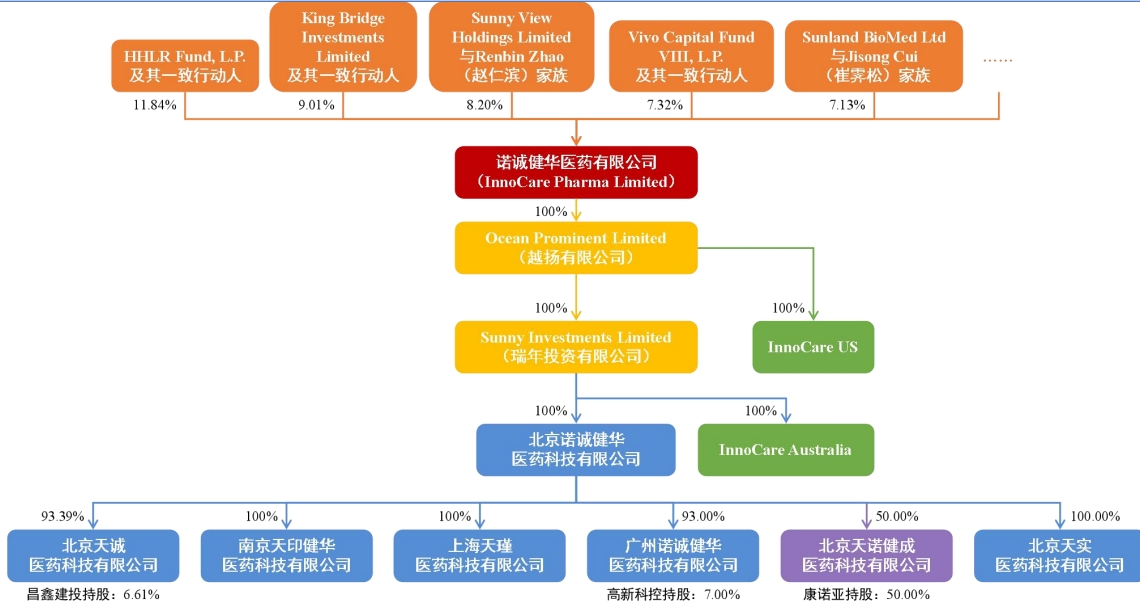 HHLR Fund, L.P.
及其一致行动人
King Bridge
Investments
Limited
及其一致行动人
Sunny View
Holdings Limited
与Renbin Zhao
（赵仁滨）家族
Vivo Capital Fund
VIII, L.P.
及其一致行动人
Sunland BioMed Ltd
与Jisong Cui
（崔霁松）家族
……
11.84%
9.01%
8.20%
7.32%
7.13%
诺诚健华医药有限公司
（InnoCare Pharma Limited）
100%
Ocean Prominent Limited
（越扬有限公司）
100%
100%
Sunny Investments Limited
（瑞年投资有限公司）
InnoCare US
100%
100%
北京诺诚健华
医药科技有限公司
InnoCare Australia
93.39%
100%
100%
93.00%
50.00%
100.00%
北京天诚
医药科技有限公司
南京天印健华
医药科技有限公司
上海天瑾
医药科技有限公司
广州诺诚健华
医药科技有限公司
北京天诺健成
医药科技有限公司
北京天实
医药科技有限公司
昌鑫建投持股：6.61%
高新科控持股：7.00%
康诺亚持股：50.00%